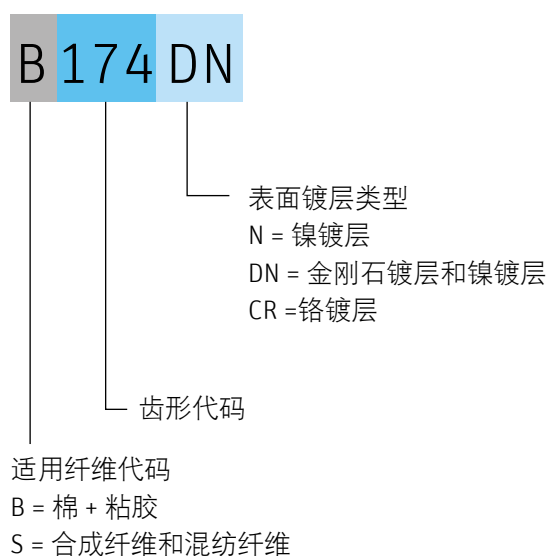 B174DN
表面镀层类型
N = 镍镀层
DN = 金刚石镀层和镍镀层
CR =铬镀层
齿形代码
适用纤维代码
B = 棉 + 粘胶
S = 合成纤维和混纺纤维